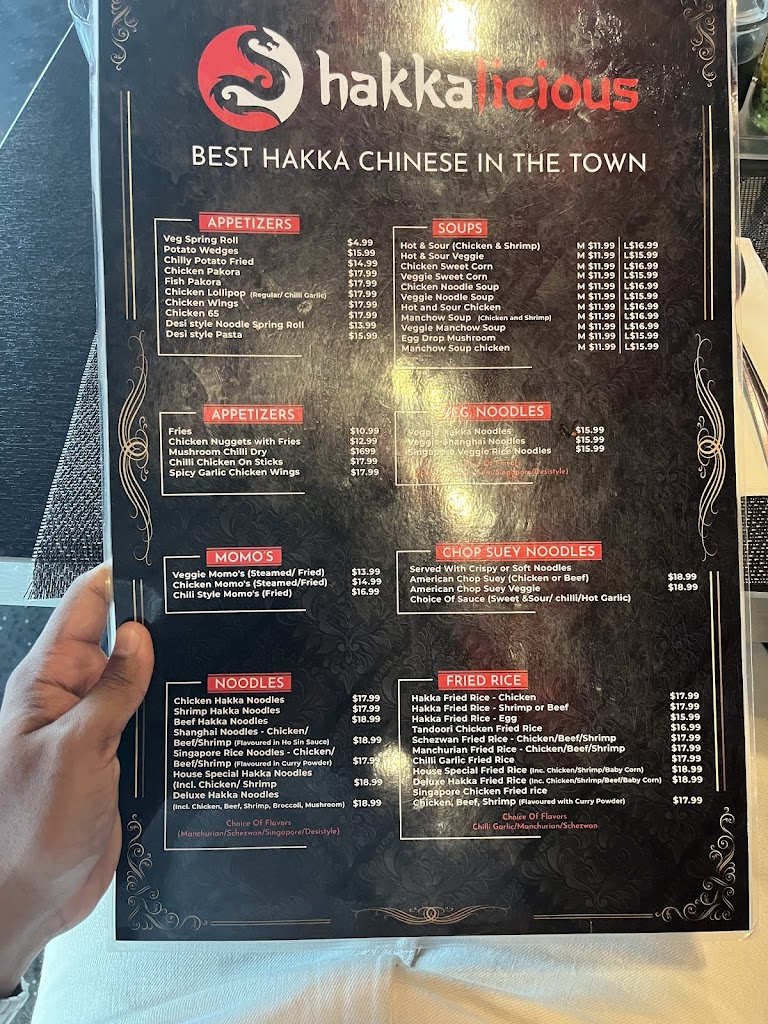 hakkalicious
BEST HAKKA CHINESE IN THE TOWN
APPETIZERS
Veg Spring Roll $4.99
Potato Wedges $15.99
Chilly Potato Fried $14.99
Chicken Pakora $17.99
Fish Pakora $17.99
Chicken Lollipop (Regular/ Chilli Garlic) $17.99
Chicken Wings $17.99
Chicken 65 $17.99
Desi style Noodle Spring Roll $13.99
Desi style Pasta $15.99
SOUPS
Hot & Sour (Chicken & Shrimp) M $11.99 L$16.99
Hot & Sour Veggie M $11.99 L$15.99
Chicken Sweet Corn M $11.99 L$16.99
Veggie Sweet Corn M $11.99 L$15.99
Chicken Noodle Soup M $11.99 L$16.99
Veggie Noodle Soup M $11.99 L$15.99
Hot and Sour Chicken M $11.99 L$16.99
Manchow Soup (Chicken and Shrimp) M $11.99 L$16.99
Veggie Manchow Soup M $11.99 L$16.99
Egg Drop Mushroom M $11.99 L$15.99
Manchow Soup chicken M $11.99 L$15.99
APPETIZERS
Fries $10.99
Chicken Nuggets with Fries $12.99
Mushroom Chilli Dry $1699
Chilli Chicken On Sticks $17.99
Spicy Garlic Chicken Wings $17.99
VEG. NOODLES
Veggie Hakka Noodles $15.99
Veggie Shanghai Noodles $15.99
Singapore Veggie Rice Noodles $15.99
Choice Of Flavors
/Singapore/Desistyle)
MOMO'S
Veggie Momo's (Steamed/ Fried) $13.99
Chicken Momo's (Steamed/Fried) $14.99
Chili Style Momo's (Fried) $16.99
CHOP SUEY NOODLES
Served With Crispy or Soft Noodles
American Chop Suey (Chicken or Beef) $18.99
American Chop Suey Veggie $18.99
Choice Of Sauce (Sweet &Sour/ chilli/Hot Garlic)
NOODLES
Chicken Hakka Noodles $17.99
Shrimp Hakka Noodles $17.99
Beef Hakka Noodles $18.99
Shanghai Noodles - Chicken/
Beef/Shrimp (Flavoured in Ho Sin Sauce) $18.99
Singapore Rice Noodles - Chicken/
Beef/Shrimp (Flavoured in Curry Powder) $17.99
House Special Hakka Noodles
(Incl. Chicken/ Shrimp $18.99
Deluxe Hakka Noodles
(Incl. Chicken, Beef, Shrimp, Broccoli, Mushroom) $18.99
Choice Of Flavors
(Manchurian/Schezwan/Singapore/Desistyle)
FRIED RICE
Hakka Fried Rice - Chicken $17.99
Hakka Fried Rice - Shrimp or Beef $17.99
Hakka Fried Rice - Egg $15.99
Tandoori Chicken Fried Rice $16.99
Schezwan Fried Rice - Chicken/Beef/Shrimp $17.99
Manchurian Fried Rice - Chicken/Beef/Shrimp $17.99
Chilli Garlic Fried Rice $17.99
House Special Fried Rice (Inc. Chicken/Shrimp/Baby Corn) $18.99
Deluxe Hakka Fried Rice (Inc. Chicken/Shrimp/Beef/Baby Corn) $18.99
Singapore Chicken Fried rice
Chicken, Beef, Shrimp (Flavoured with Curry Powder) $17.99
Choice Of Flavors
Chilli Garlic/Manchurian/Schezwan